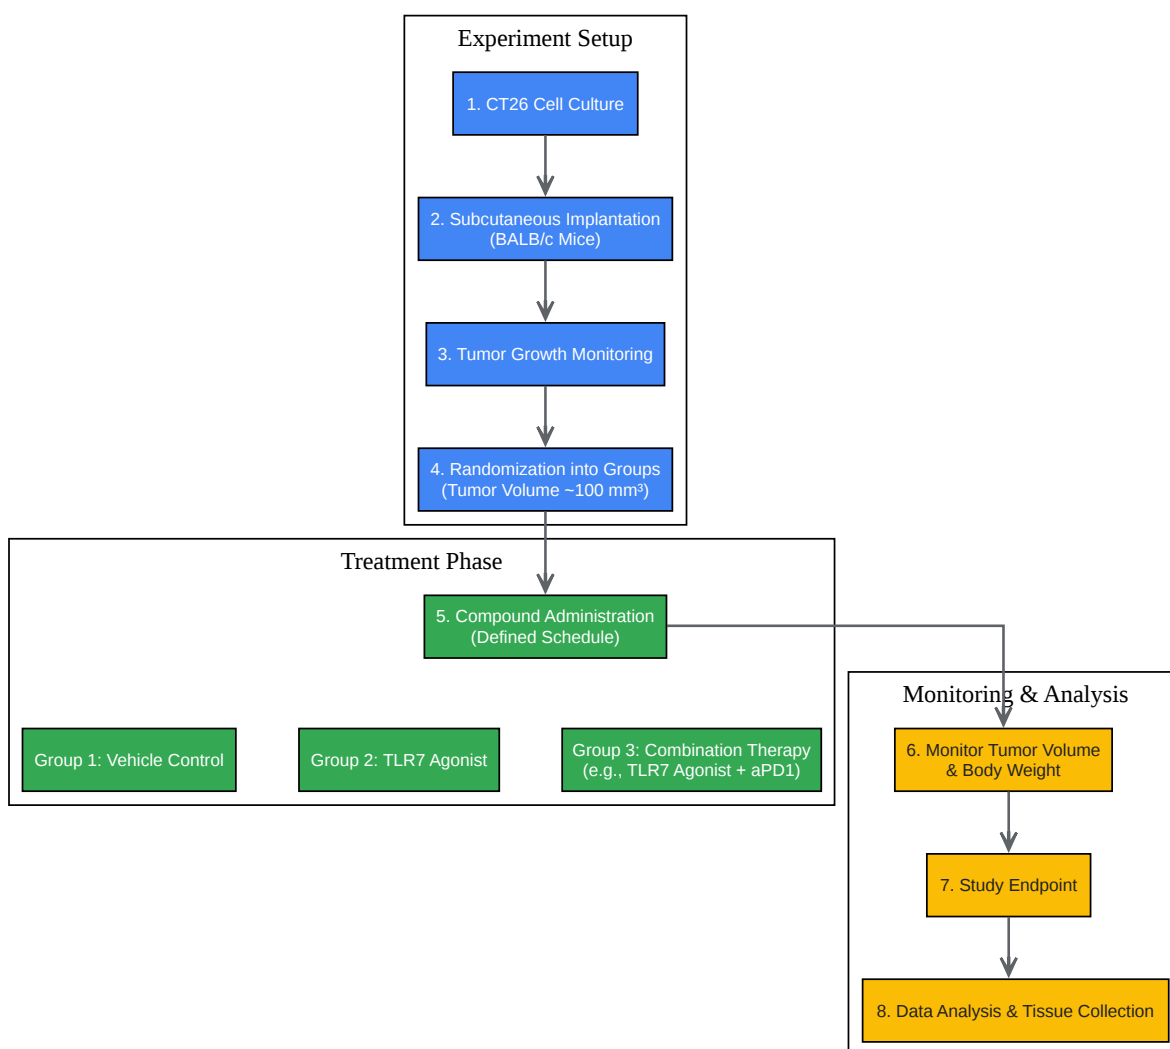 Experiment Setup
1. CT26 Cell Culture
2. Subcutaneous Implantation
(BALB/c Mice)
3. Tumor Growth Monitoring
4. Randomization into Groups
(Tumor Volume ~100 mm³)
Treatment Phase
5. Compound Administration
(Defined Schedule)
Group 1: Vehicle Control
Group 2: TLR7 Agonist
Group 3: Combination Therapy
(e.g., TLR7 Agonist + aPD1)
Monitoring & Analysis
6. Monitor Tumor Volume
& Body Weight
7. Study Endpoint
8. Data Analysis & Tissue Collection